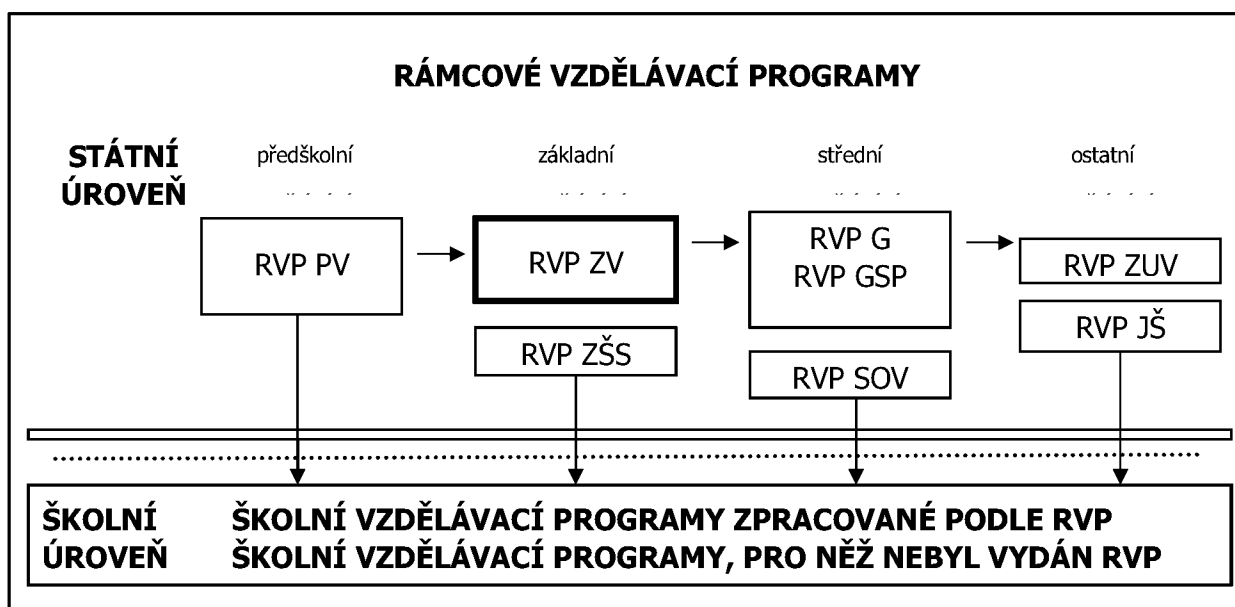 RÁMCOVÉ VZDĚLÁVACÍ PROGRAMY
STÁTNÍ ÚROVEŇ
předškolní
základní
střední
ostatní
RVP PV
RVP ZV
RVP G
RVP GSP
RVP ZUV
RVP ZŠS
RVP SOV
RVP JŠ
ŠKOLNÍ ŠKOLNÍ VZDĚLÁVACÍ PROGRAMY ZPRACOVANÉ PODLE RVP
ÚROVEŇ ŠKOLNÍ VZDĚLÁVACÍ PROGRAMY, PRO NĚŽ NEBYL VYDÁN RVP